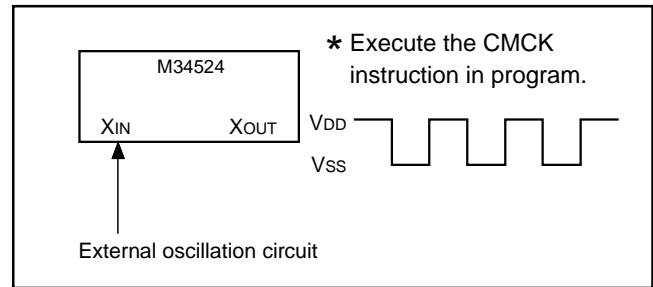 M34524
* Execute the CMCK
instruction in program.
XIN
XOUT
VDD
VSS
External oscillation circuit